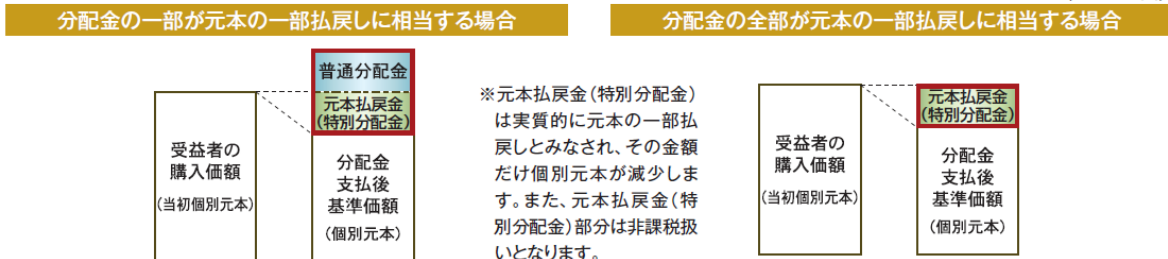 分配金の一部が元本の一部払戻しに相当する場合
普通分配金
元本払戻金
(特別分配金)
受益者の
購入価額
(当初個別元本)
分配金
支払後
基準価額
(個別元本)
※元本払戻金(特別分配金)
は実質的に元本の一部払
戻しとみなされ、その金額
だけ個別元本が減少しま
す。また、元本払戻金(特
別分配金)部分は非課税扱
いとなります。
分配金の全部が元本の一部払戻しに相当する場合
元本払戻金
(特別分配金)
受益者の
購入価額
(当初個別元本)
分配金
支払後
基準価額
(個別元本)